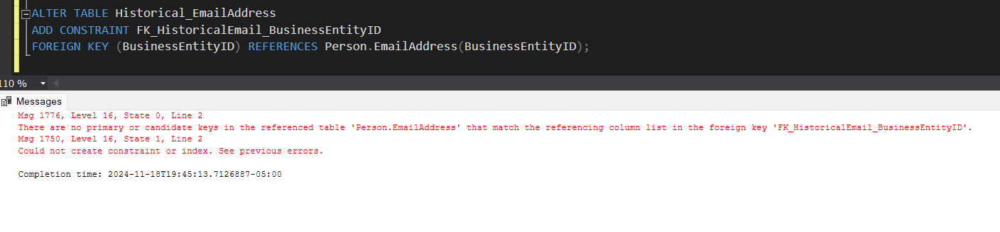 ALTER TABLE Historical_EmailAddress
ADD CONSTRAINT FK_HistoricalEmail_BusinessEntityID
FOREIGN KEY (BusinessEntityID) REFERENCES Person.EmailAddress(BusinessEntityID);
110 %
Messages
Msg 1776, Level 16, State 0, Line 2
There are no primary or candidate keys in the referenced table 'Person.EmailAddress' that match the referencing column list in the foreign key 'FK_HistoricalEmail_BusinessEntityID'.
Msg 1750, Level 16, State 1, Line 2
Could not create constraint or index. See previous errors.
Completion time: 2024-11-18T19:45:13.7126887-05:00